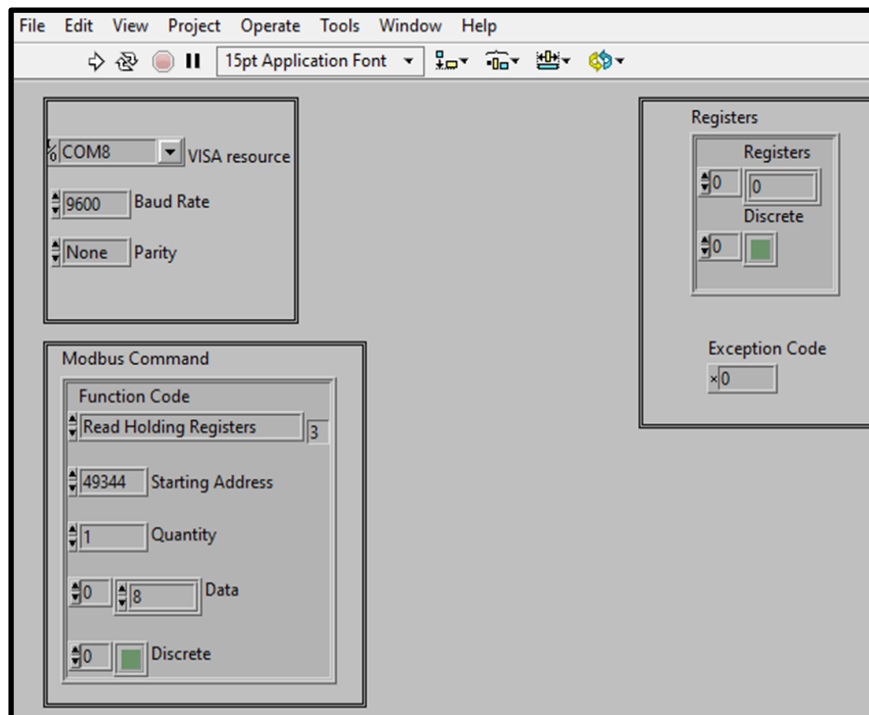 File Edit View Project Operate Tools Window Help
15pt Application Font
COM8 VISA resource
9600 Baud Rate
None Parity
Modbus Command
Function Code
Read Holding Registers 3
49344 Starting Address
1 Quantity
0 8 Data
0 Discrete
Registers
Registers
0 0
Discrete
0
Exception Code
×0